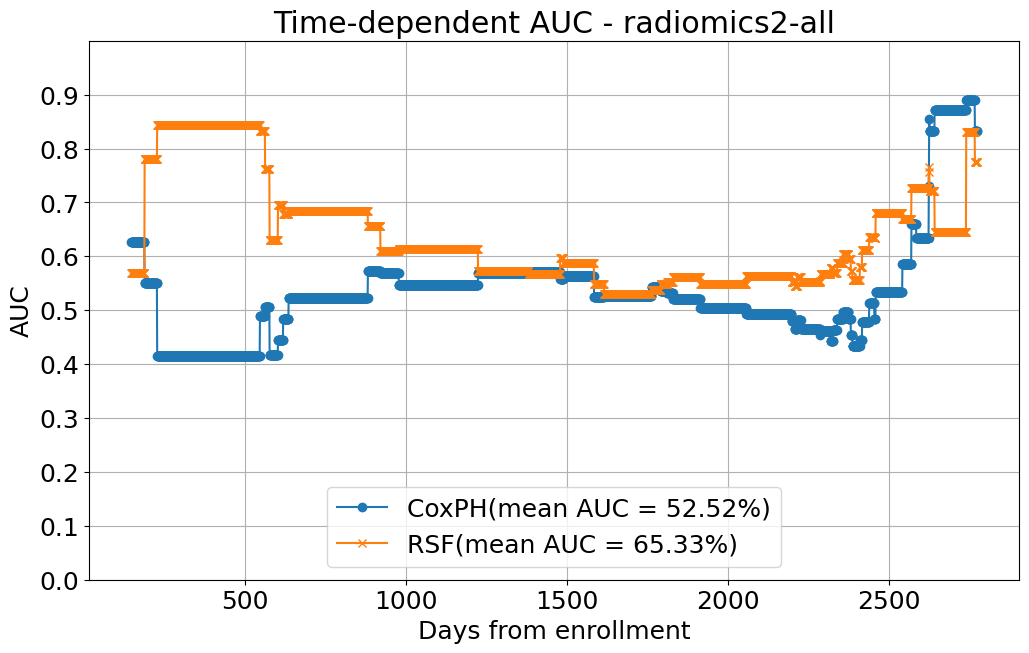 Time-dependent AUC - radiomics2-all
AUC
0.9
0.8
0.7
0.6
0.5
0.4
0.3
0.2
0.1
0.0
CoxPH(mean AUC = 52.52%)
RSF(mean AUC = 65.33%)
500 1000 1500 2000 2500
Days from enrollment